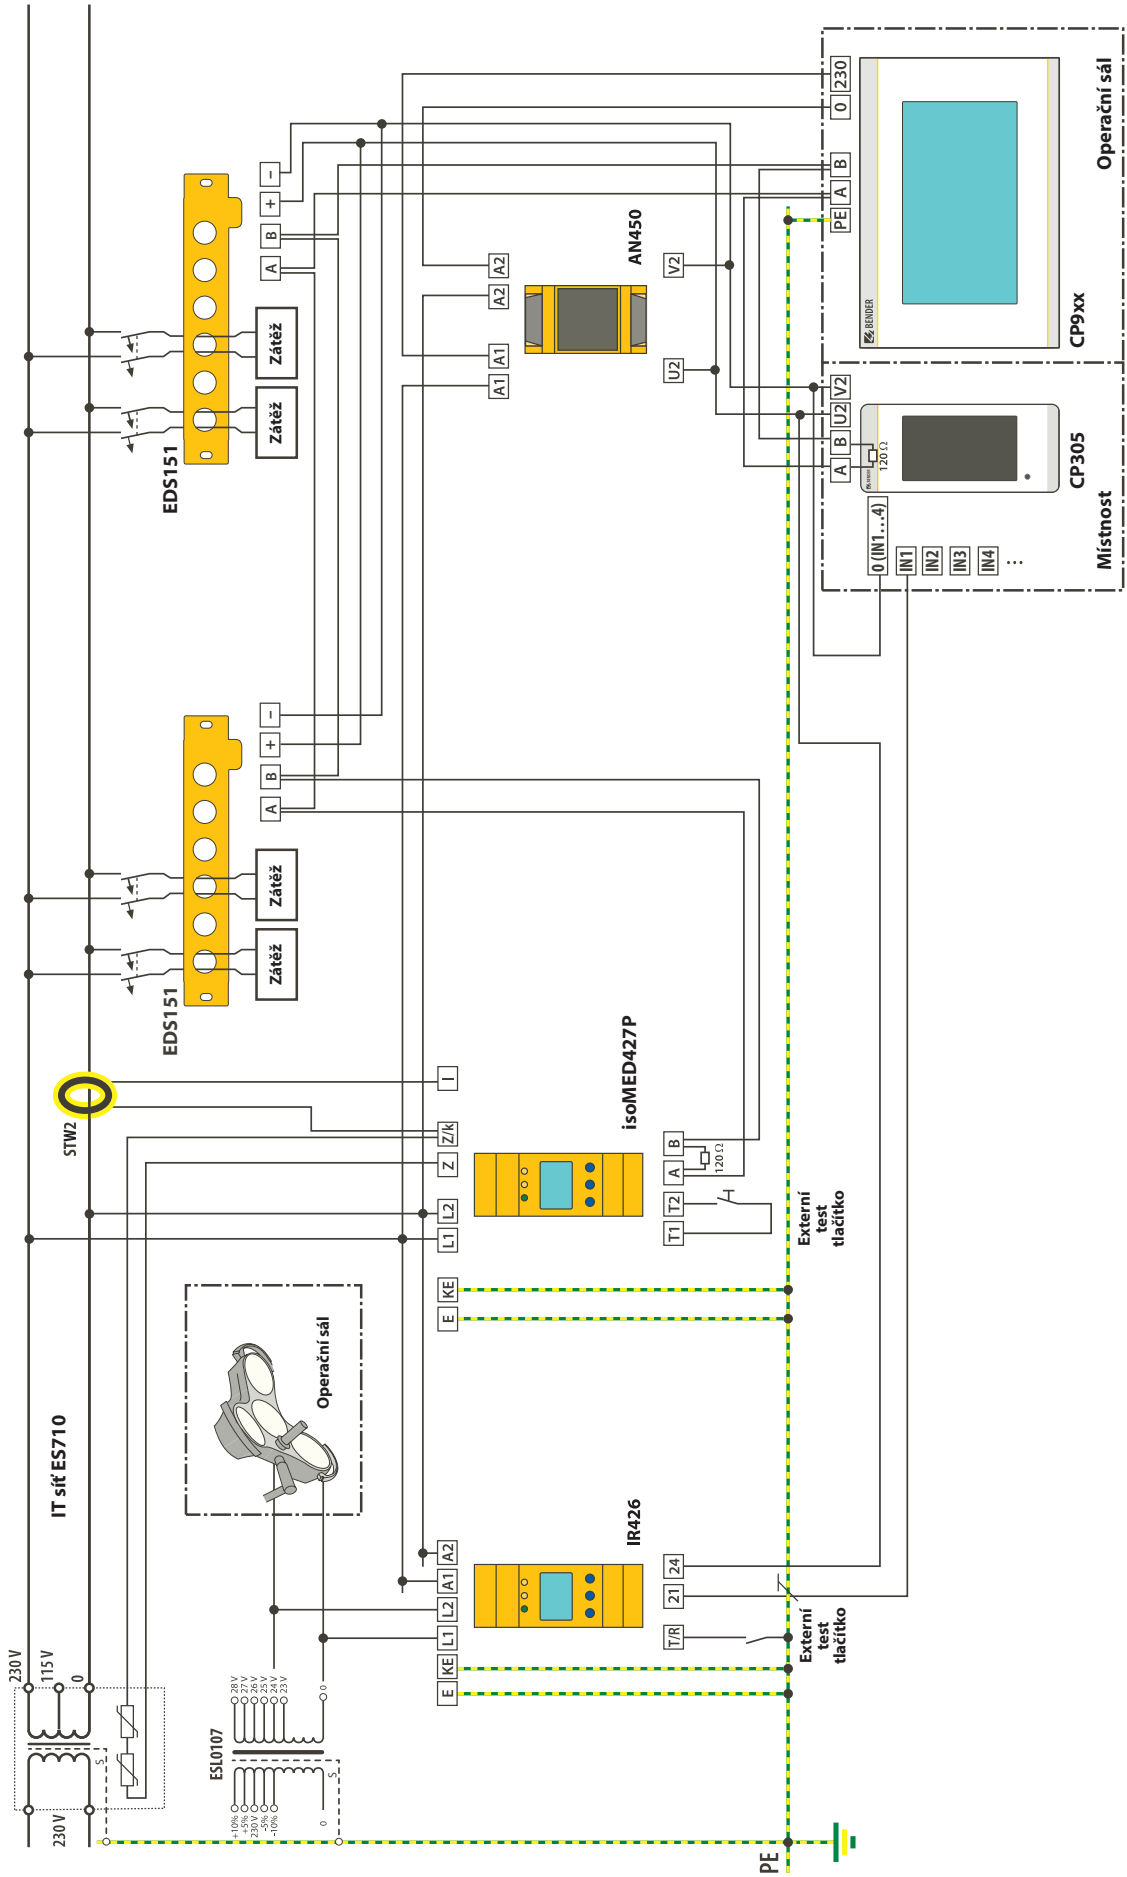 230 V
115 V
0
230 V
S
IT síť ES710
STW2
EDS151
EDS151
Zátěž
Zátěž
Zátěž
Zátěž
A
B
+
−
A
B
+
−
ESL0107
28 V
27 V
26 V
25 V
24 V
23 V
0
+10%
+5%
230 V
-5%
-10%
0
S
Operační sál
E
KE
L1
L2
A1
A2
IR426
T/R
21
24
Externí
test
tlačítko
E
KE
L1
L2
Z
Z/k
I
isoMED427P
T1
T2
A
B
120 Ω
Externí
test
tlačítko
A1
A1
A2
A2
AN450
U2
V2
PE
Místnost
0 (IN1...4)
IN1
IN2
IN3
IN4
...
A
B
U2
V2
120 Ω
CP305
Operační sál
PE
A
B
0
230
BENDER
CP9xx